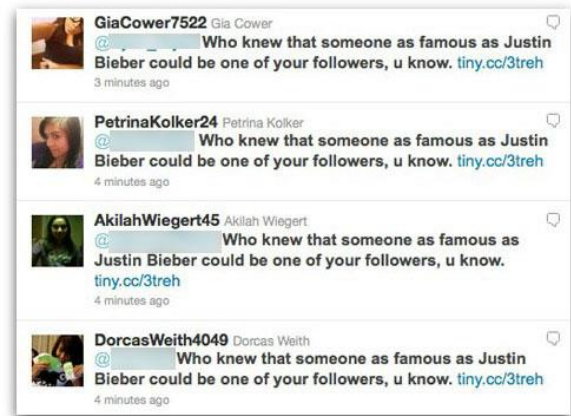 GiaCower7522 Gia Cower
@ Who knew that someone as famous as Justin
Bieber could be one of your followers, u know. tiny.cc/3treh
3 minutes ago
PetrinaKolker24 Petrina Kolker
@ Who knew that someone as famous as Justin
Bieber could be one of your followers, u know. tiny.cc/3treh
4 minutes ago
AkilahWiegert45 Akilah Wiegert
@ Who knew that someone as famous as
Justin Bieber could be one of your followers, u know.
tiny.cc/3treh
4 minutes ago
DorcasWeith4049 Dorcas Weith
@ Who knew that someone as famous as Justin
Bieber could be one of your followers, u know. tiny.cc/3treh
4 minutes ago